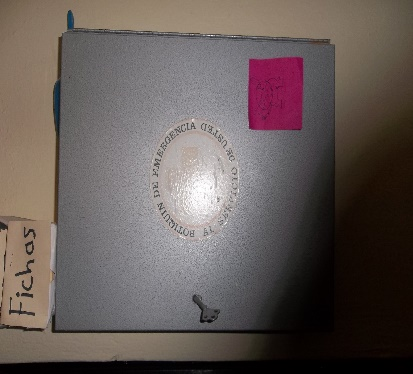 BOTIQUIN DE EMERGENCIA
AL SERVICIO DE USTED
Fichas